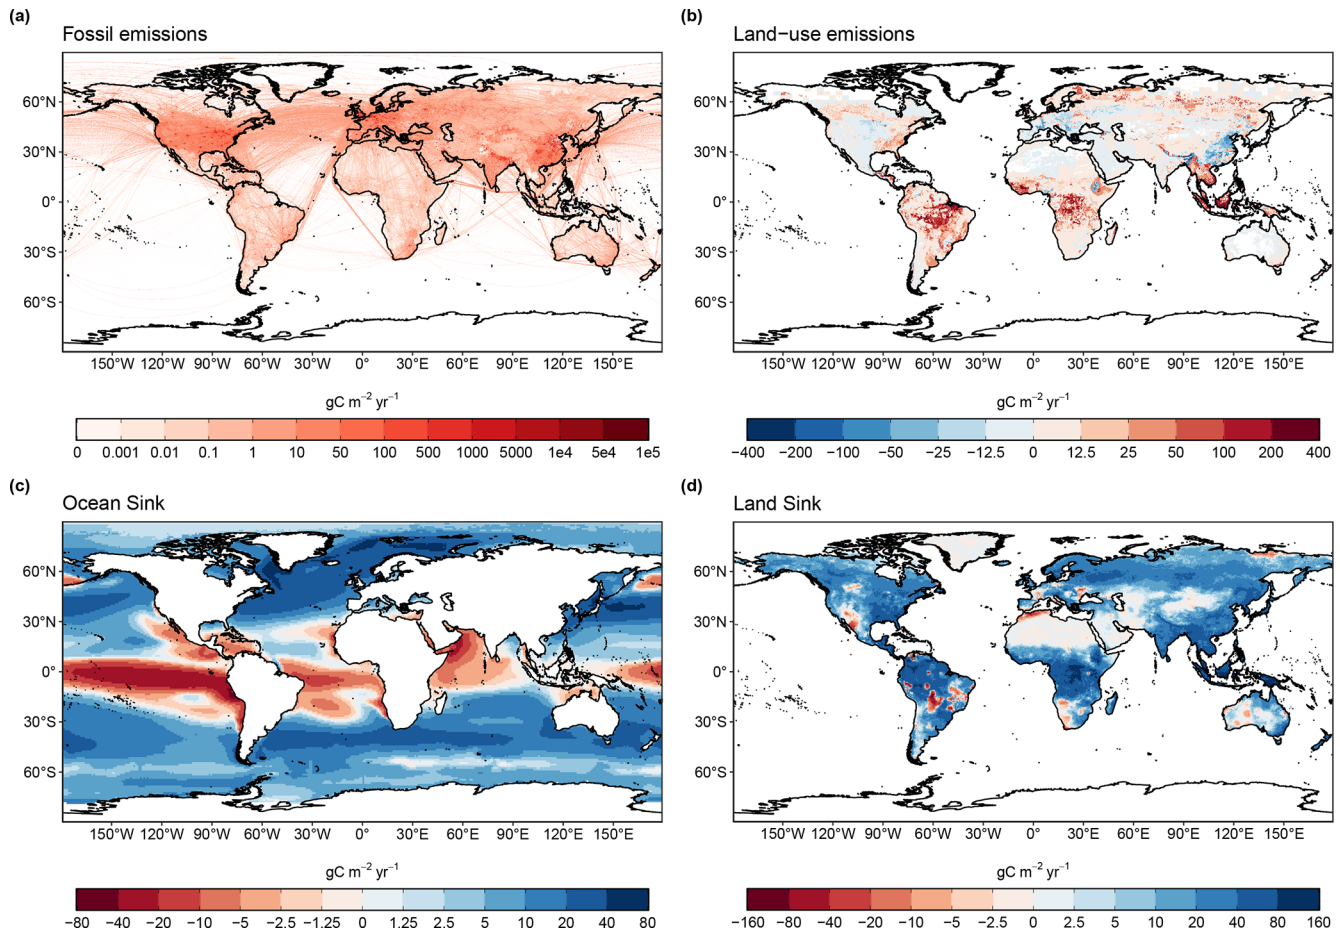 (a)
Fossil emissions
60°N
30°N
0°
30°S
60°S
150°W 120°W 90°W 60°W 30°W 0° 30°E 60°E 90°E 120°E 150°E
gC m−2 yr−1
0 0.001 0.01 0.1 1 10 50 100 500 1000 5000 1e4 5e4 1e5
(b)
Land−use emissions
60°N
30°N
0°
30°S
60°S
150°W 120°W 90°W 60°W 30°W 0° 30°E 60°E 90°E 120°E 150°E
gC m−2 yr−1
−400 −200 −100 −50 −25 −12.5 0 12.5 25 50 100 200 400
(c)
Ocean Sink
60°N
30°N
0°
30°S
60°S
150°W 120°W 90°W 60°W 30°W 0° 30°E 60°E 90°E 120°E 150°E
gC m−2 yr−1
−80 −40 −20 −10 −5 −2.5 −1.25 0 1.25 2.5 5 10 20 40 80
(d)
Land Sink
60°N
30°N
0°
30°S
60°S
150°W 120°W 90°W 60°W 30°W 0° 30°E 60°E 90°E 120°E 150°E
gC m−2 yr−1
−160 −80 −40 −20 −10 −5 −2.5 0 2.5 5 10 20 40 80 160